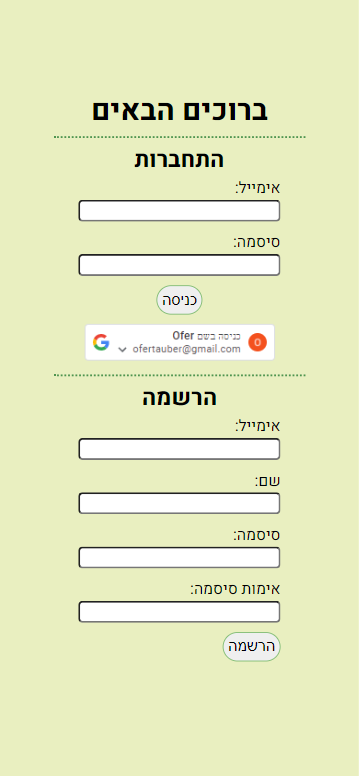 ברוכים הבאים
התחברות
אימייל:
סיסמה:
כניסה
כניסה בשם Ofer
ofertauber@gmail.com
O
הרשמה
אימייל:
שם:
סיסמה:
אימות סיסמה:
הרשמה